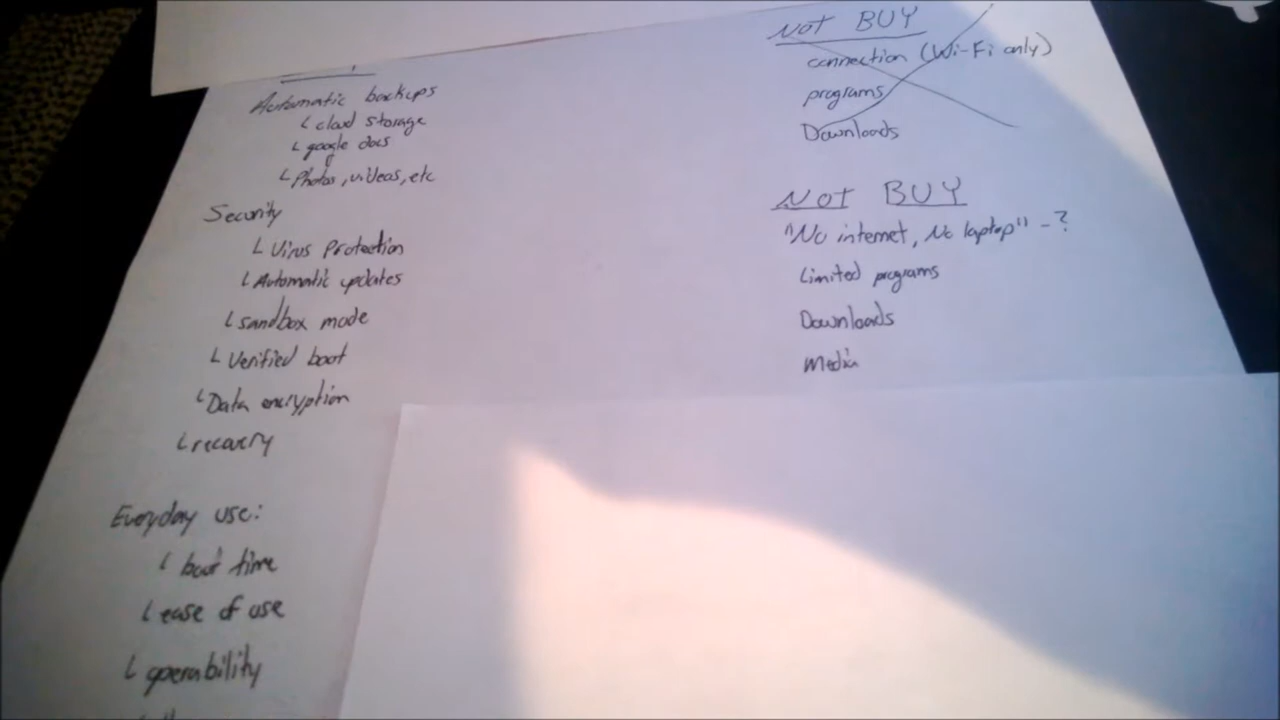 Automatic backups
cloud storage
google docs
Photos, videos, etc
Security
Virus Protection
Automatic updates
sandbox mode
Verified boot
Data encryption
recovery
Everyday use:
boot time
ease of use
operability
NOT BUY
connection (Wi-Fi only)
programs
Downloads
NOT BUY
"No internet, No laptop" - ?
Limited programs
Downloads
Media